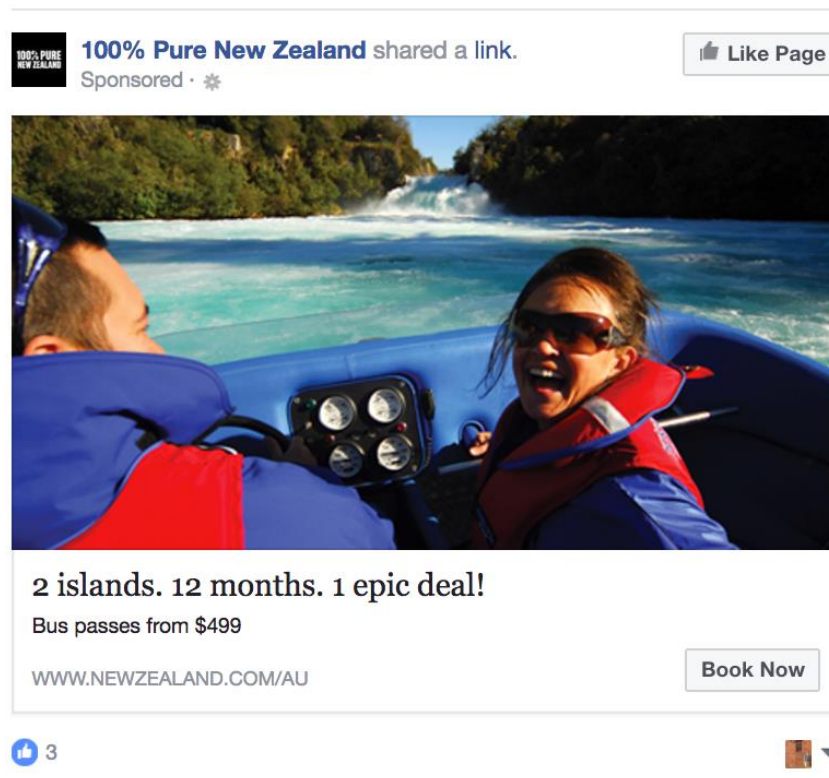 100% PURE
NEW ZEALAND
100% Pure New Zealand shared a link.
Sponsored ·
Like Page
2 islands. 12 months. 1 epic deal!
Bus passes from $499
WWW.NEWZEALAND.COM/AU
Book Now
3